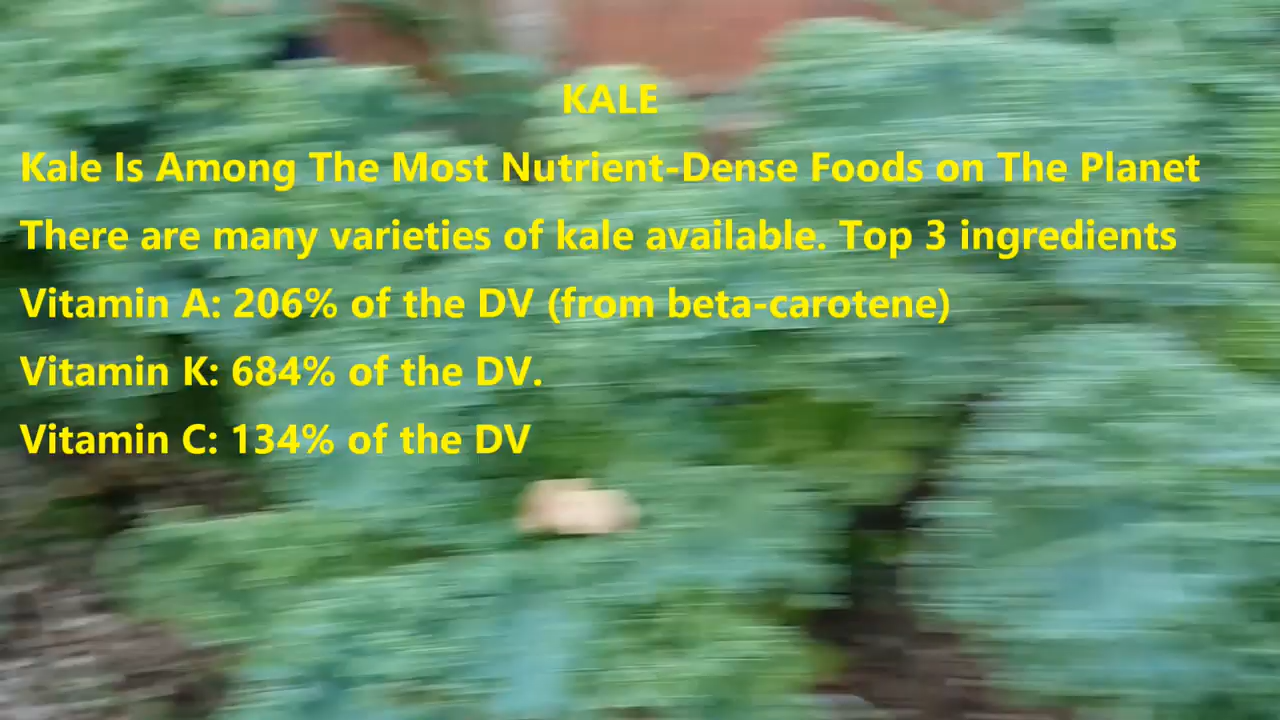 KALE
Kale Is Among The Most Nutrient-Dense Foods on The Planet
There are many varieties of kale available. Top 3 ingredients
Vitamin A: 206% of the DV (from beta-carotene)
Vitamin K: 684% of the DV.
Vitamin C: 134% of the DV